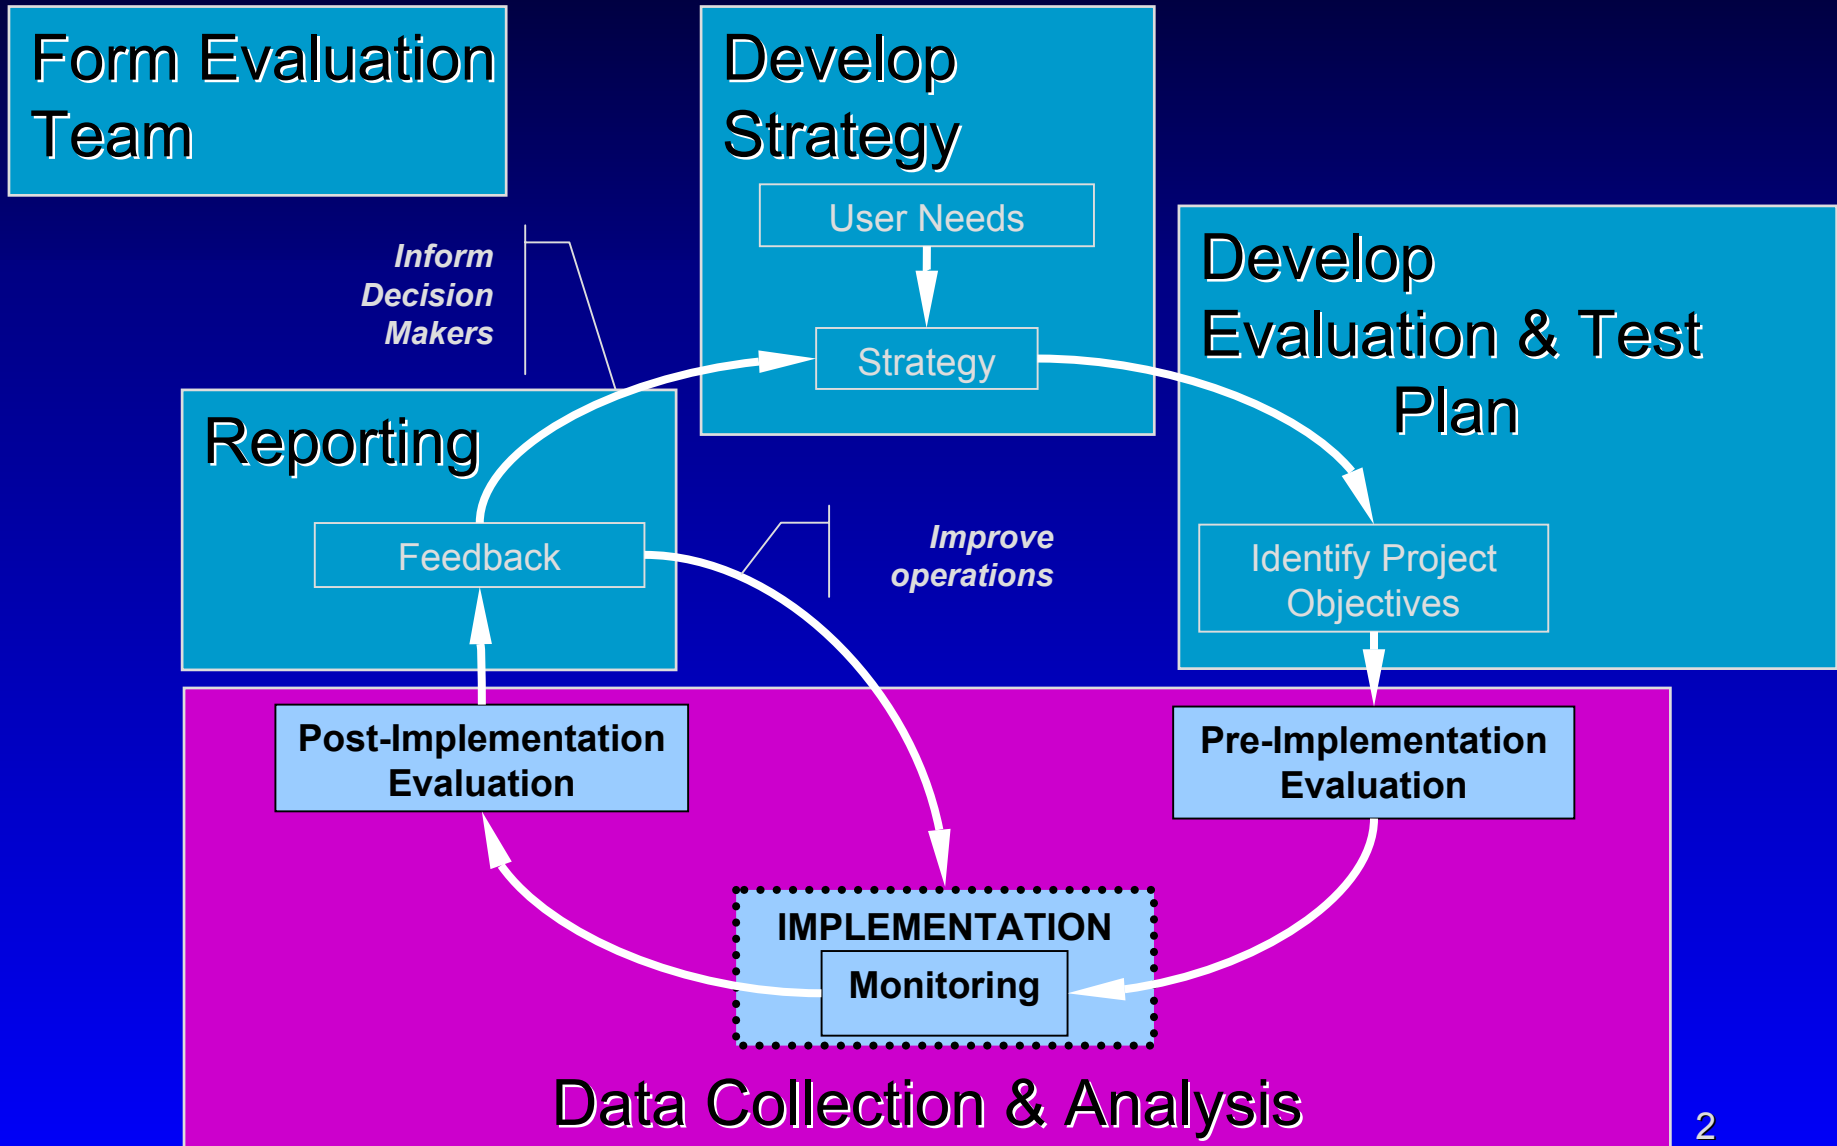 Form Evaluation
Team
Develop
Strategy
User Needs
Strategy
Inform
Decision
Makers
Develop
Evaluation & Test
Plan
Identify Project
Objectives
Reporting
Feedback
Improve
operations
Post-Implementation
Evaluation
Pre-Implementation
Evaluation
IMPLEMENTATION
Monitoring
Data Collection & Analysis
2